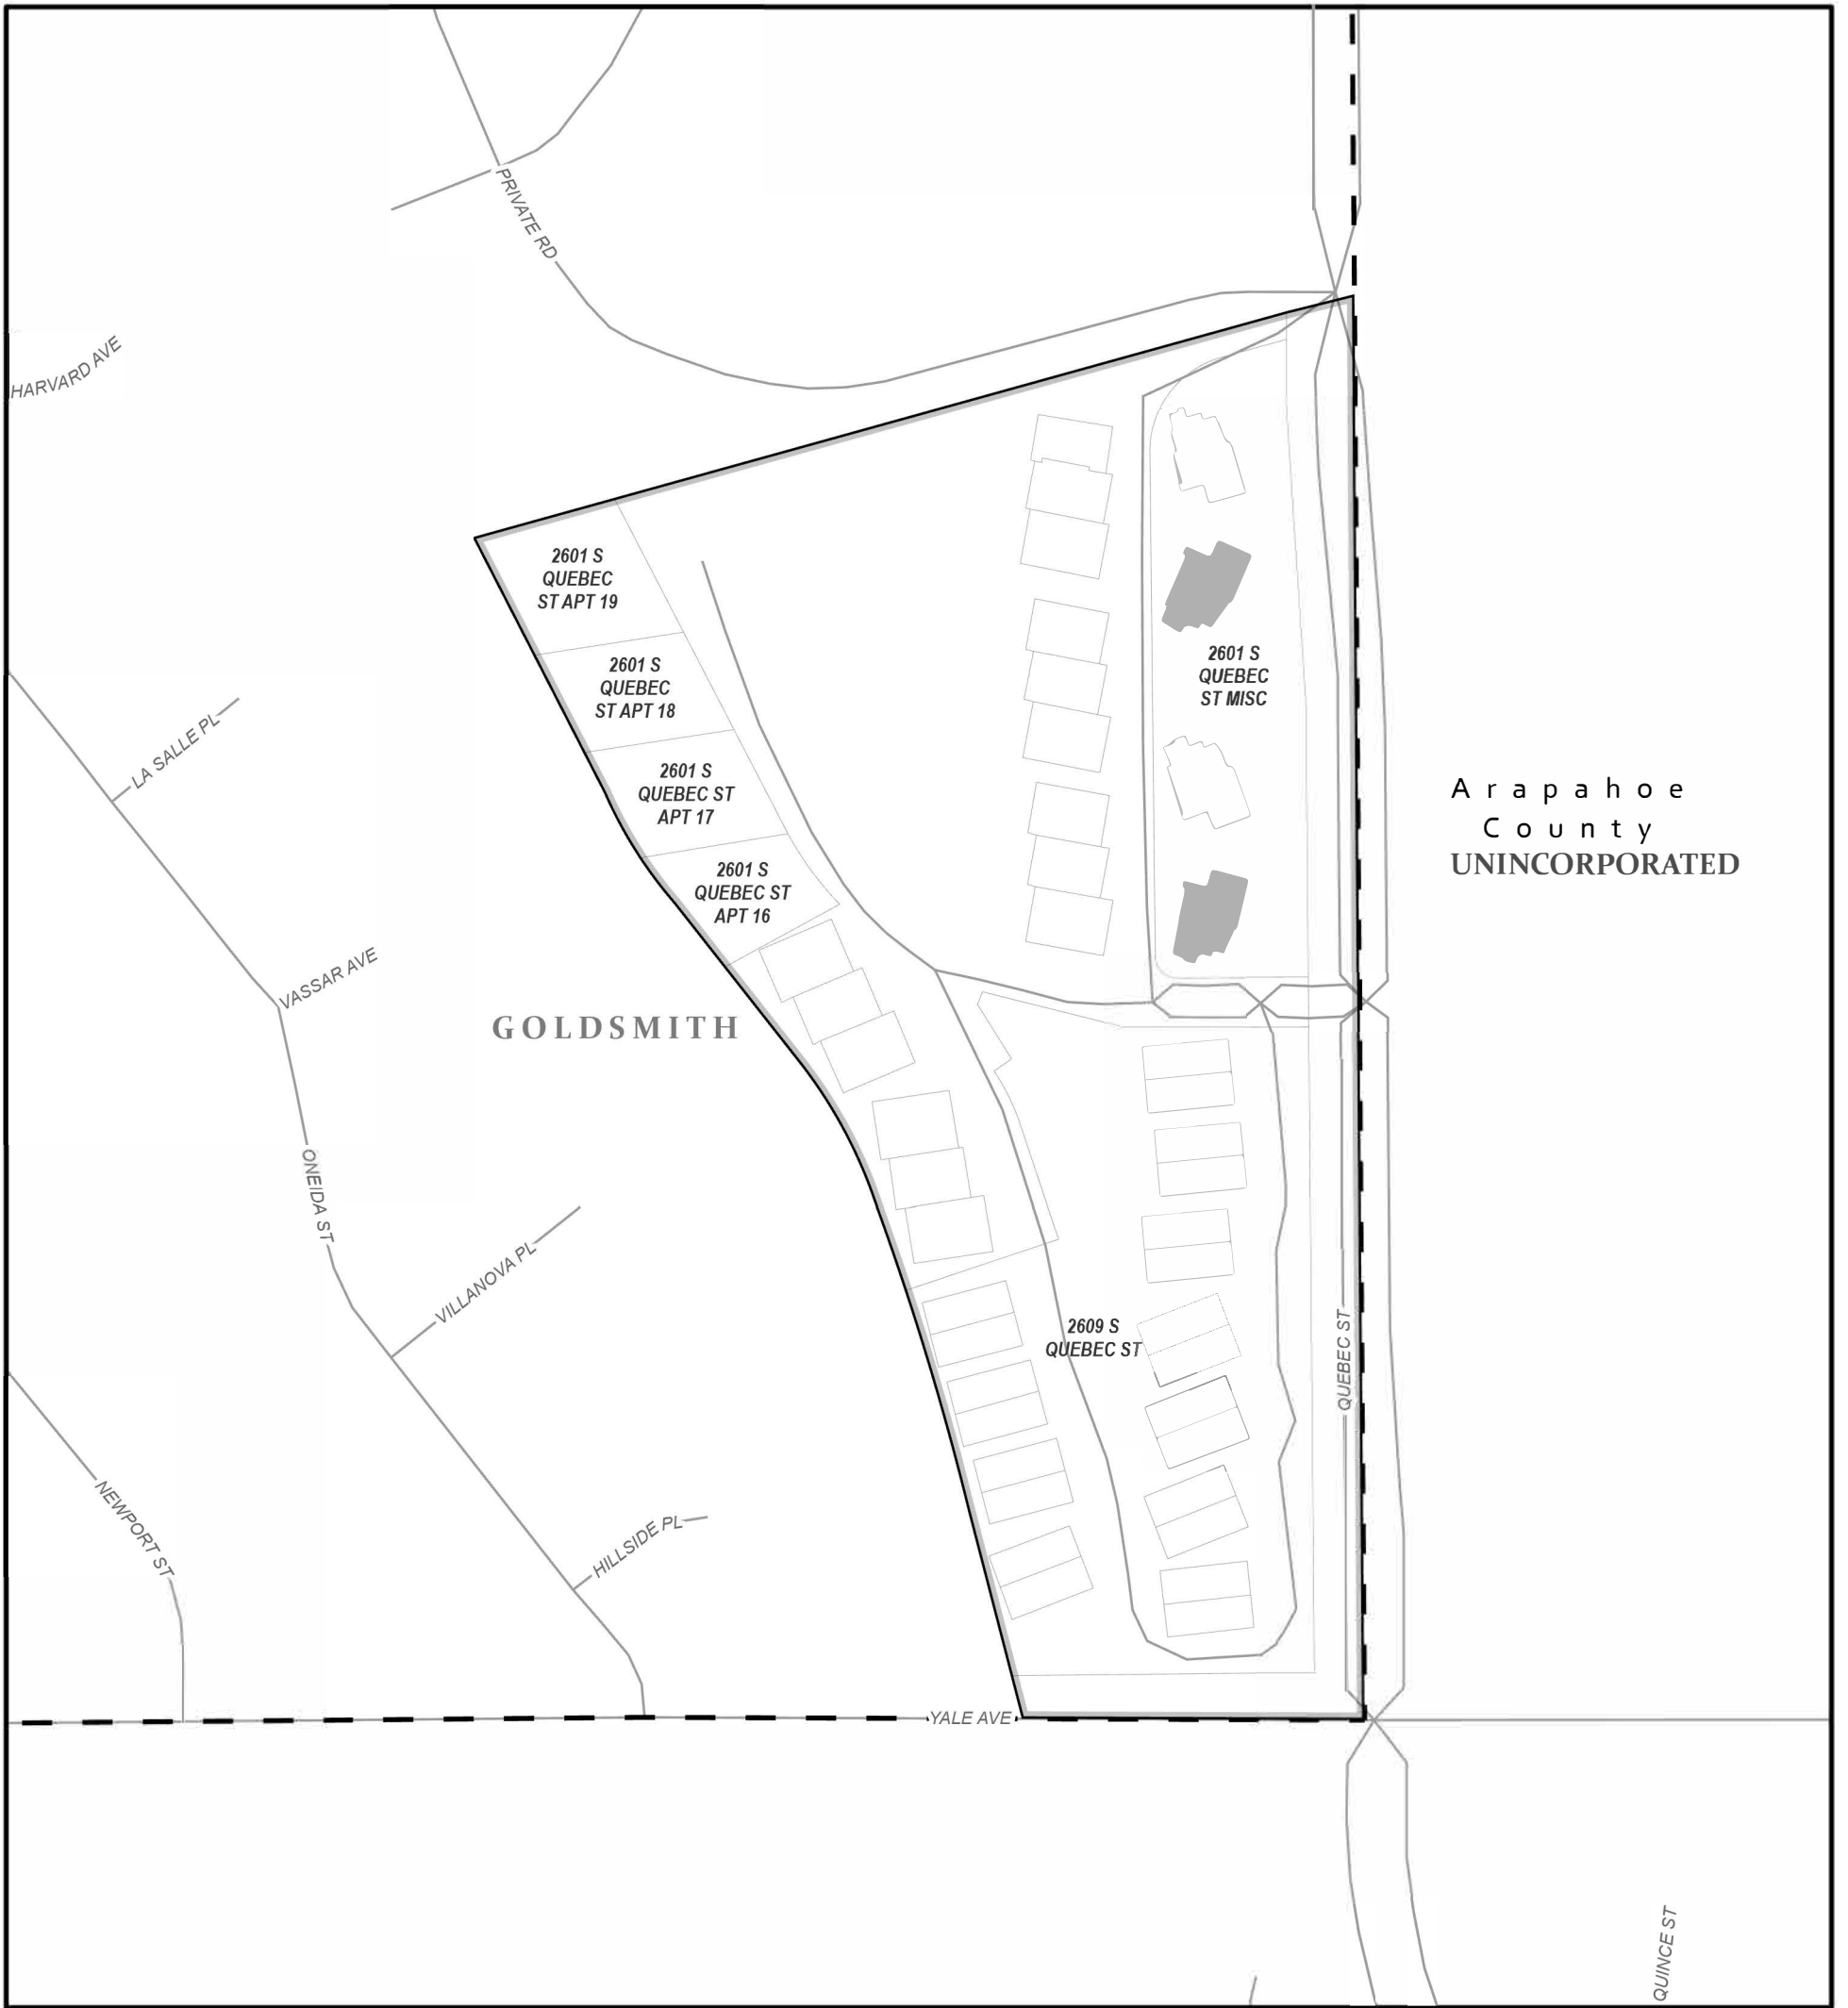 PRIVATE RD
HARVARD AVE
2601 S
QUEBEC
ST APT 19
2601 S
QUEBEC
ST APT 18
2601 S
QUEBEC
ST MISC
LA SALLE PL
2601 S
QUEBEC ST
APT 17
Arapahoe
County
UNINCORPORATED
2601 S
QUEBEC ST
APT 16
VASSAR AVE
GOLDSMITH
ONEIDA ST
VILLANOVA PL
2609 S
QUEBEC ST
QUEBEC ST
NEWPORT ST
HILLSIDE PL
YALE AVE
QUINCE ST